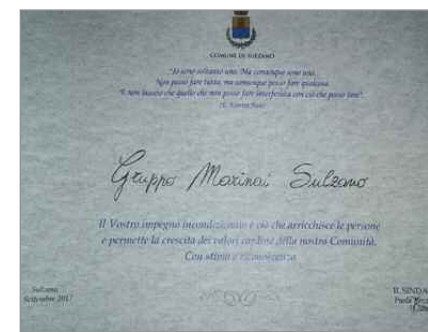 COMUNE DI SULZANO
"Io sono soltanto uno. Ma comunque sono uno.
Non posso fare tutto, ma comunque posso fare qualcosa.
E non lascerò che quello che non posso fare interferisca con ciò che posso fare".
Gruppo Marinai Sulzano
Il Vostro impegno incondizionato è ciò che arricchisce le persone
e permette la crescita dei valori cardine della nostra Comunità.
Con stima e riconoscenza
Sulzano,
Settembre 2017
IL SINDA
Paola